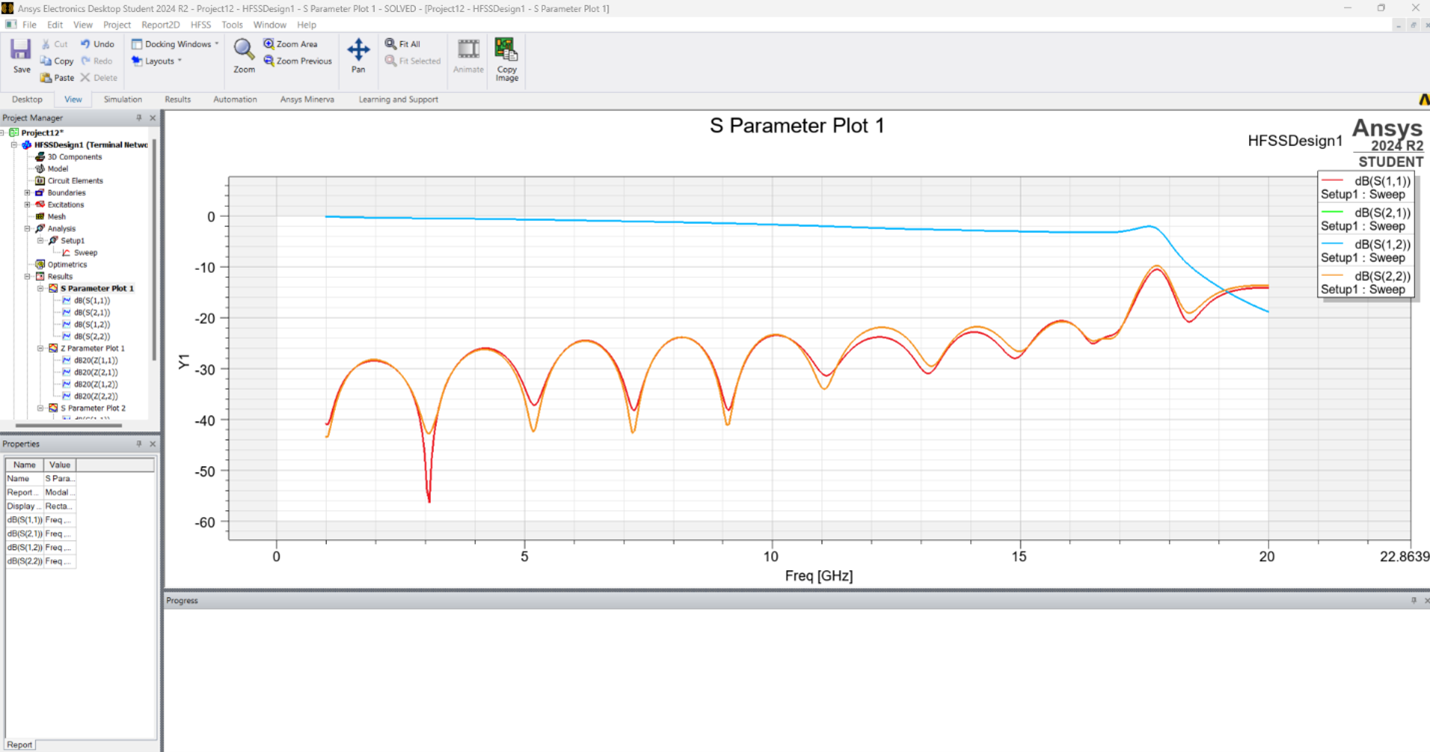 Ansys Electronics Desktop Student 2024 R2 - Project12 - HFSSDesign1 - S Parameter Plot 1 - SOLVED - [Project12 - HFSSDesign1 - S Parameter Plot 1]
File Edit View Project Report2D HFSS Tools Window Help
Save
Cut
Copy
Paste
Undo
Redo
Delete
Docking Windows
Layouts
Zoom
Zoom Area
Zoom Previous
Pan
Fit All
Fit Selected
Animate
Copy
Image
Desktop View Simulation Results Automation Ansys Minerva Learning and Support
Project Manager
Project12*
HFSSDesign1 (Terminal Netwo
3D Components
Model
Circuit Elements
Boundaries
Excitations
Mesh
Analysis
Setup1
Sweep
Optimetrics
Results
S Parameter Plot 1
dB(S(1,1))
dB(S(2,1))
dB(S(1,2))
dB(S(2,2))
Z Parameter Plot 1
dB20(Z(1,1))
dB20(Z(2,1))
dB20(Z(1,2))
dB20(Z(2,2))
S Parameter Plot 2
Properties
Name Value
Name S Para...
Report... Modal ...
Display ... Recta...
dB(S(1,1)) Freq ...
dB(S(2,1)) Freq ...
dB(S(1,2)) Freq ...
dB(S(2,2)) Freq ...
Report
S Parameter Plot 1
HFSSDesign1
Ansys
2024 R2
STUDENT
dB(S(1,1))
Setup1 : Sweep
dB(S(2,1))
Setup1 : Sweep
dB(S(1,2))
Setup1 : Sweep
dB(S(2,2))
Setup1 : Sweep
Y1
0
-10
-20
-30
-40
-50
-60
0 5 10 15 20 22.8639
Freq [GHz]
Progress